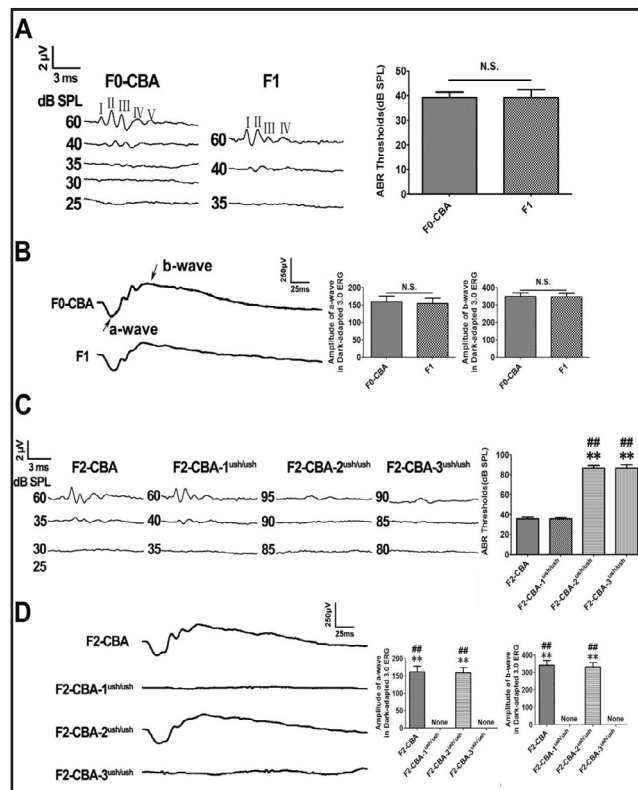 A
2 μV
3 ms
F0-CBA
F1
dB SPL
I II III IV V
60
40
35
30
25
I II III IV
60
40
35
ABR Thresholds(dB SPL)
50
40
30
20
10
0
N.S.
F0-CBA
F1
B
b-wave
F0-CBA
a-wave
F1
250μV
25ms
Amplitude of a-wave
in Dark-adapted 3.0 ERG
200
150
100
50
0
N.S.
F0-CBA
F1
Amplitude of b-wave
in Dark-adapted 3.0 ERG
400
300
200
100
0
N.S.
F0-CBA
F1
C
2 μV
3 ms
dB SPL
F2-CBA
F2-CBA-1ush/ush
F2-CBA-2ush/ush
F2-CBA-3ush/ush
60 60 95 90
35 40 90 85
30 35 85 80
25
ABR Thresholds(dB SPL)
100
80
60
40
20
0
## ##
** **
F2-CBA
F2-CBA-1ush/ush
F2-CBA-2ush/ush
F2-CBA-3ush/ush
D
F2-CBA
F2-CBA-1ush/ush
F2-CBA-2ush/ush
F2-CBA-3ush/ush
250μV
25ms
Amplitude of a-wave
in Dark-adapted 3.0 ERG
200
150
100
50
0
## ##
** **
None None
F2-CBA
F2-CBA-1ush/ush
F2-CBA-2ush/ush
F2-CBA-3ush/ush
Amplitude of b-wave
in Dark-adapted 3.0 ERG
400
300
200
100
0
## ##
** **
None None
F2-CBA
F2-CBA-1ush/ush
F2-CBA-2ush/ush
F2-CBA-3ush/ush